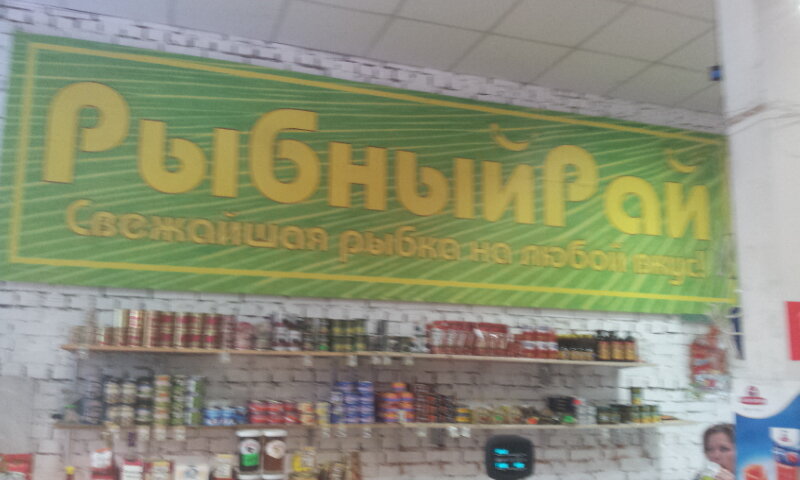 РыбныйРай
Свежайшая рыбка на любой вкус!